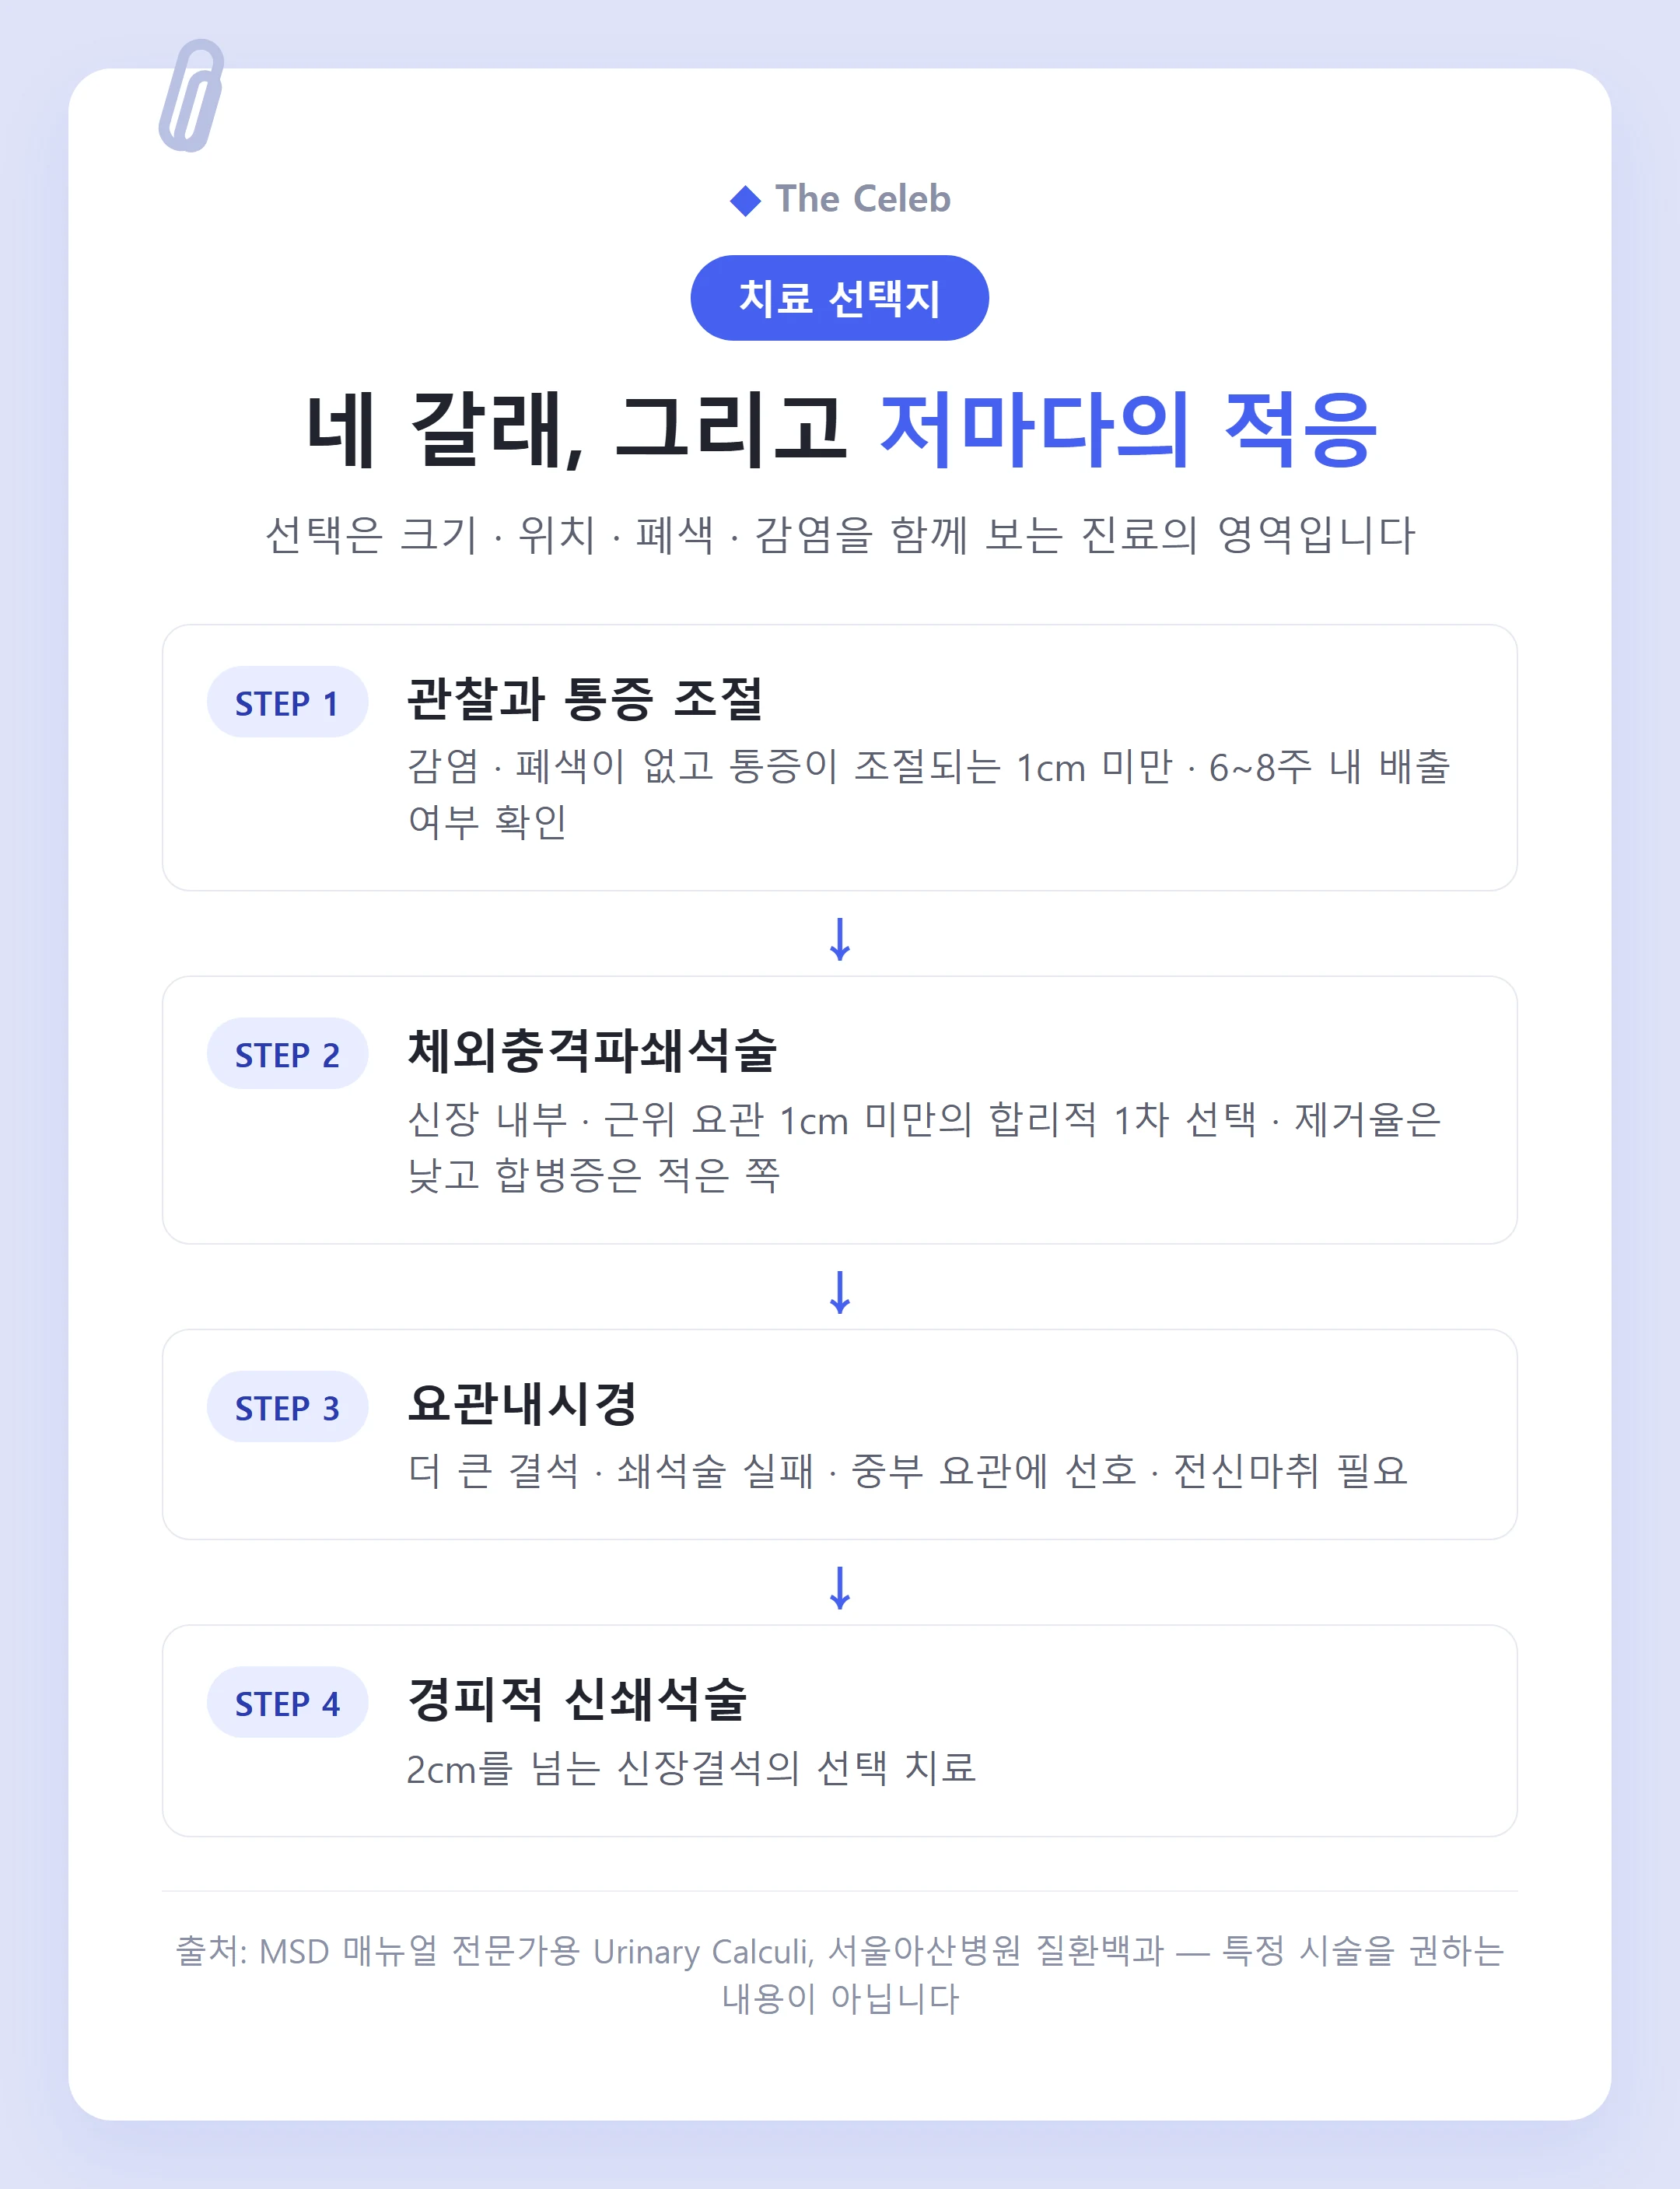 ◆ The Celeb
치료 선택지
네 갈래, 그리고 저마다의 적응
선택은 크기 · 위치 · 폐색 · 감염을 함께 보는 진료의 영역입니다
STEP 1
관찰과 통증 조절
감염 · 폐색이 없고 통증이 조절되는 1cm 미만 · 6~8주 내 배출
여부 확인
↓
STEP 2
체외충격파쇄석술
신장 내부 · 근위 요관 1cm 미만의 합리적 1차 선택 · 제거율은
낮고 합병증은 적은 쪽
↓
STEP 3
요관내시경
더 큰 결석 · 쇄석술 실패 · 중부 요관에 선호 · 전신마취 필요
↓
STEP 4
경피적 신쇄석술
2cm를 넘는 신장결석의 선택 치료
출처: MSD 매뉴얼 전문가용 Urinary Calculi, 서울아산병원 질환백과 — 특정 시술을 권하는
내용이 아닙니다